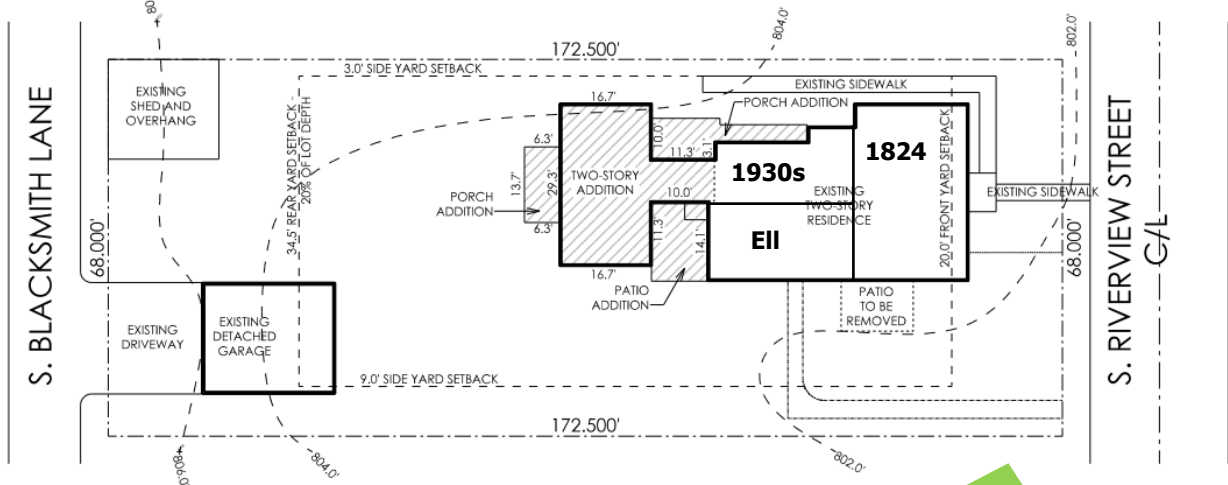 80
804.0'
802.0'
172.500'
3.0' SIDE YARD SETBACK
EXISTING SIDEWALK
EXISTING
SHED AND
OVERHANG
16.7'
PORCH ADDITION
10.0'
11.3'
3.1'
1930s
1824
6.3'
13.7'
29.3'
TWO-STORY
ADDITION
10.0'
EXISTING
TWO-STORY
RESIDENCE
EXISTING SIDEWALK
PORCH
ADDITION
6.3'
11.3'
14.1'
Ell
16.7'
PATIO
ADDITION
PATIO
TO BE
REMOVED
34.5' REAR YARD SETBACK -
20% OF LOT DEPTH
20.0' FRONT YARD SETBACK
68.000'
68.000'
S. BLACKSMITH LANE
S. RIVERVIEW STREET
C/L
EXISTING
DRIVEWAY
EXISTING
DETACHED
GARAGE
9.0' SIDE YARD SETBACK
172.500'
806.0'
804.0'
802.0'